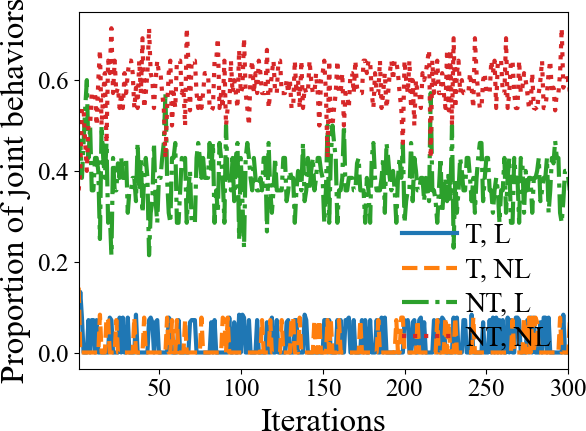 Proportion of joint behaviors
0.6
0.4
0.2
0.0
T, L
T, NL
NT, L
NT, NL
50
100
150
200
250
300
Iterations